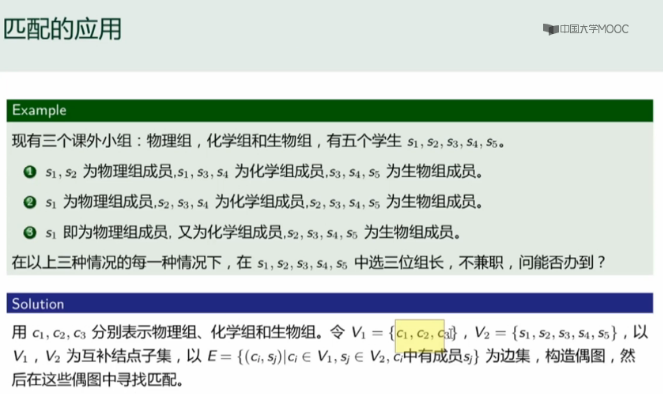 匹配的应用
中国大学MOOC
Example
现有三个课外小组：物理组，化学组和生物组，有五个学生 s₁, s₂, s₃, s₄, s₅。
❶ s₁, s₂ 为物理组成员,s₁, s₃, s₄ 为化学组成员,s₃, s₄, s₅ 为生物组成员。
❷ s₁ 为物理组成员,s₂, s₃, s₄ 为化学组成员,s₂, s₃, s₄, s₅ 为生物组成员。
❸ s₁ 即为物理组成员, 又为化学组成员,s₂, s₃, s₄, s₅ 为生物组成员。
在以上三种情况的每一种情况下，在 s₁, s₂, s₃, s₄, s₅ 中选三位组长，不兼职，问能否办到？
Solution
用 c₁, c₂, c₃ 分别表示物理组、化学组和生物组。令 V₁ = {c₁, c₂, c₃}，V₂ = {s₁, s₂, s₃, s₄, s₅}，以
V₁，V₂ 为互补结点子集，以 E = {(cᵢ, sⱼ)|cᵢ ∈ V₁, sⱼ ∈ V₂, cᵢ中有成员sⱼ} 为边集，构造偶图，然
后在这些偶图中寻找匹配。